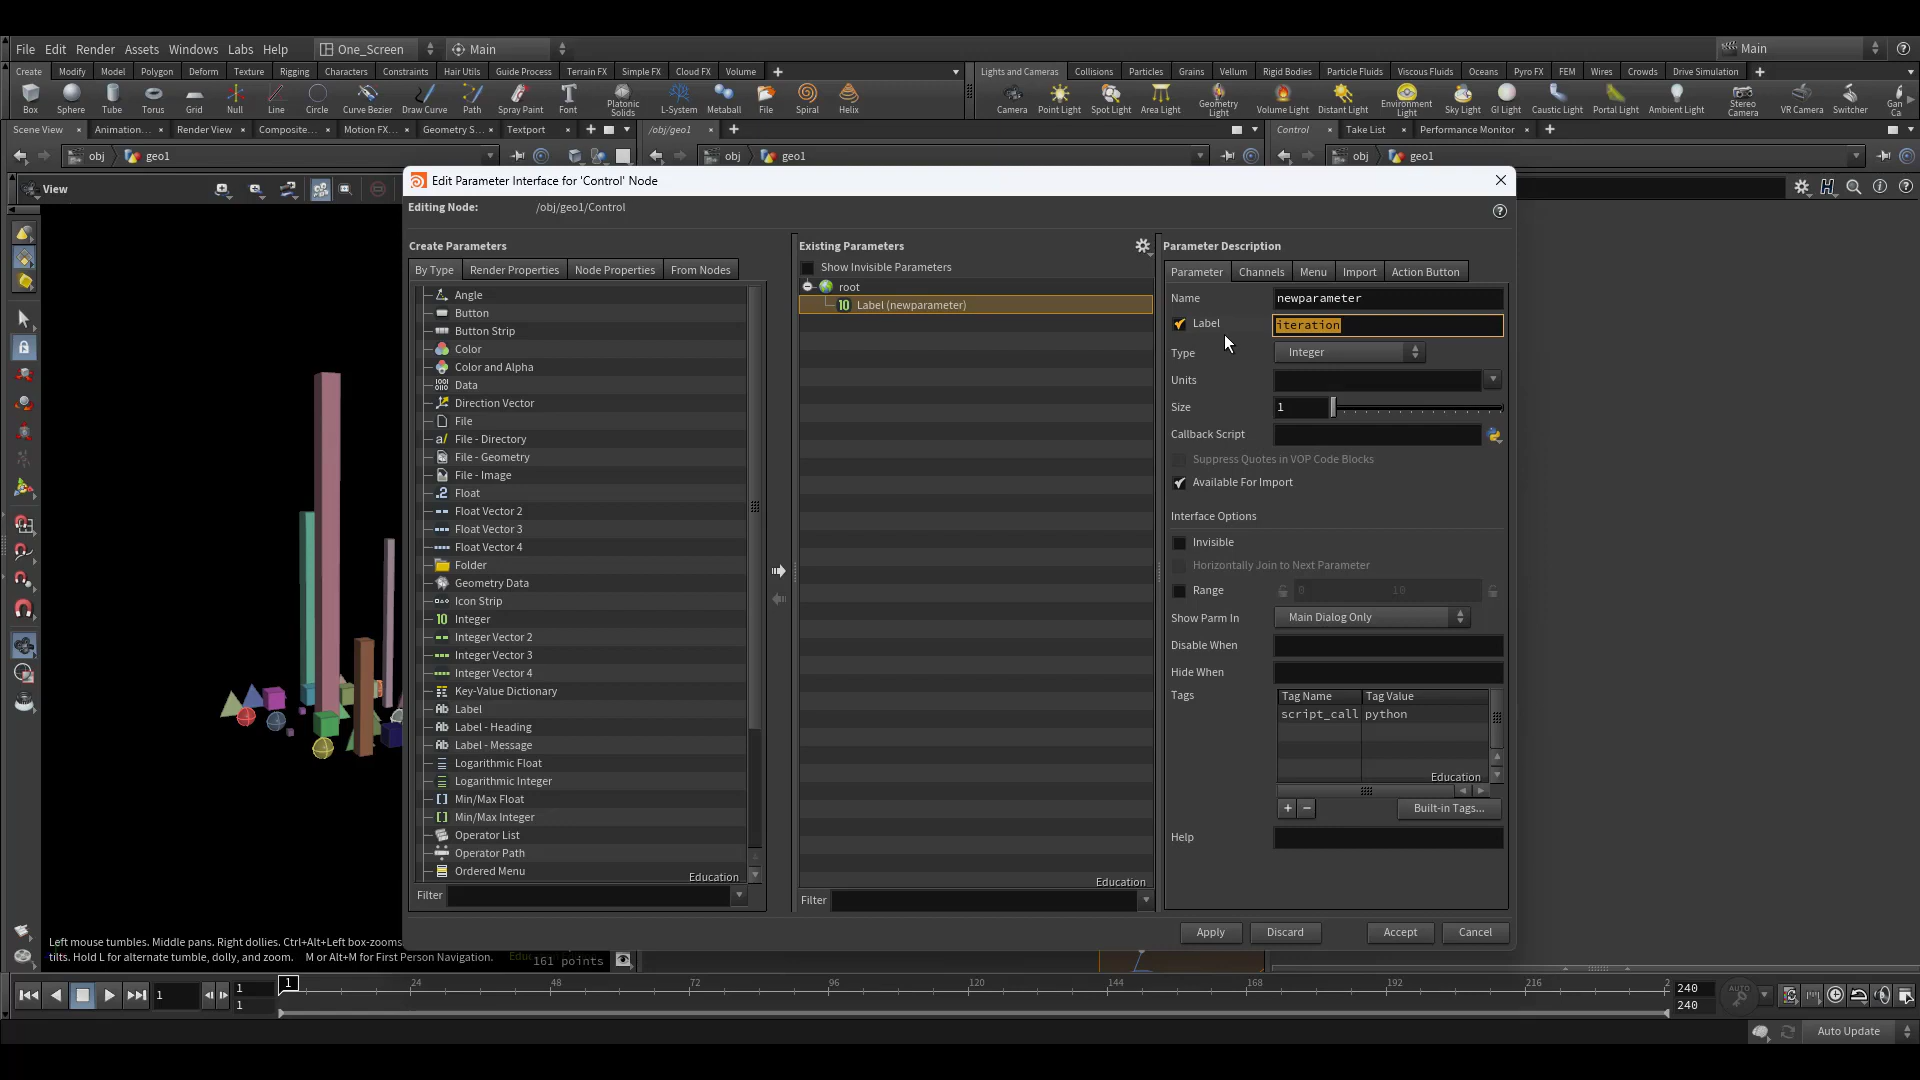 File Edit Render Assets Windows Labs Help One_Screen Main Main
Create Modify Model Polygon Deform Texture Rigging Characters Constraints Hair Utils Guide Process Terrain FX Simple FX Cloud FX Volume
Lights and Cameras Collisions Particles Grains Vellum Rigid Bodies Particle Fluids Viscous Fluids Oceans Pyro FX FEM Wires Crowds Drive Simulation
Box Sphere Tube Torus Grid Null Line Circle Curve Bezier Draw Curve Path Spray Paint Font Platonic Solids L-System Metaball File Spiral Helix
Camera Point Light Spot Light Area Light Geometry Light Volume Light Distant Light Environment Light Sky Light GI Light Caustic Light Portal Light Ambient Light Stereo Camera VR Camera Switcher
Scene View Animation... Render View Composite... Motion FX... Geometry S... Textport /obj/geo1 Control Take List Performance Monitor
obj geo1 obj geo1 obj geo1
View
Edit Parameter Interface for 'Control' Node
Editing Node: /obj/geo1/Control
Create Parameters
By Type Render Properties Node Properties From Nodes
Angle
Button
Button Strip
Color
Color and Alpha
Data
Direction Vector
File
File - Directory
File - Geometry
File - Image
Float
Float Vector 2
Float Vector 3
Float Vector 4
Folder
Geometry Data
Icon Strip
Integer
Integer Vector 2
Integer Vector 3
Integer Vector 4
Key-Value Dictionary
Label
Label - Heading
Label - Message
Logarithmic Float
Logarithmic Integer
Min/Max Float
Min/Max Integer
Operator List
Operator Path
Ordered Menu
Education
Filter
Existing Parameters
Show Invisible Parameters
root
Label (newparameter)
Education
Filter
Parameter Description
Parameter Channels Menu Import Action Button
Name newparameter
Label iteration
Type Integer
Units
Size 1
Callback Script
Suppress Quotes in VOP Code Blocks
Available For Import
Interface Options
Invisible
Horizontally Join to Next Parameter
Range 0 10
Show Parm In Main Dialog Only
Disable When
Hide When
Tags Tag Name Tag Value
script_call python
Education
+ − Built-in Tags...
Help
Apply Discard Accept Cancel
Left mouse tumbles. Middle pans. Right dollies. Ctrl+Alt+Left box-zooms
tilts. Hold L for alternate tumble, dolly, and zoom. M or Alt+M for First Person Navigation.
161 points
1 1 1 1 24 48 72 96 120 144 168 192 216 2 240 240
AUTO
Auto Update